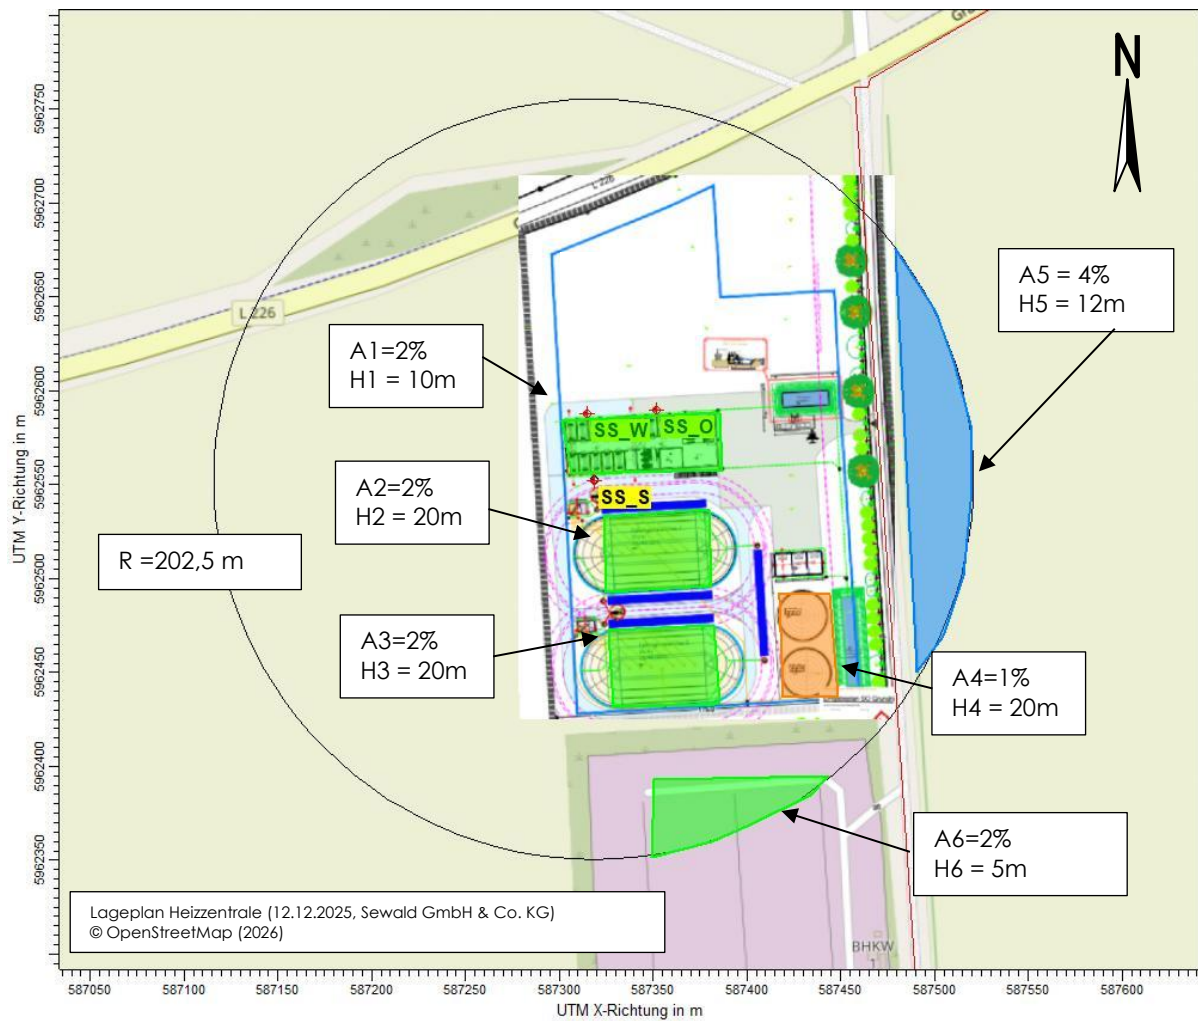 Gr
N
L 226
L 226
A5 = 4%
H5 = 12m
A1=2%
H1 = 10m
SS_W
SS_O
A2=2%
H2 = 20m
SS_S
R =202,5 m
A3=2%
H3 = 20m
A4=1%
H4 = 20m
A6=2%
H6 = 5m
Lageplan Heizzentrale (12.12.2025, Sewald GmbH & Co. KG)
© OpenStreetMap (2026)
BHKW
1
UTM Y-Richtung in m
5962750
5962700
5962650
5962600
5962550
5962500
5962450
5962400
5962350
587050
587100
587150
587200
587250
587300
587350
587400
587450
587500
587550
587600
UTM X-Richtung in m